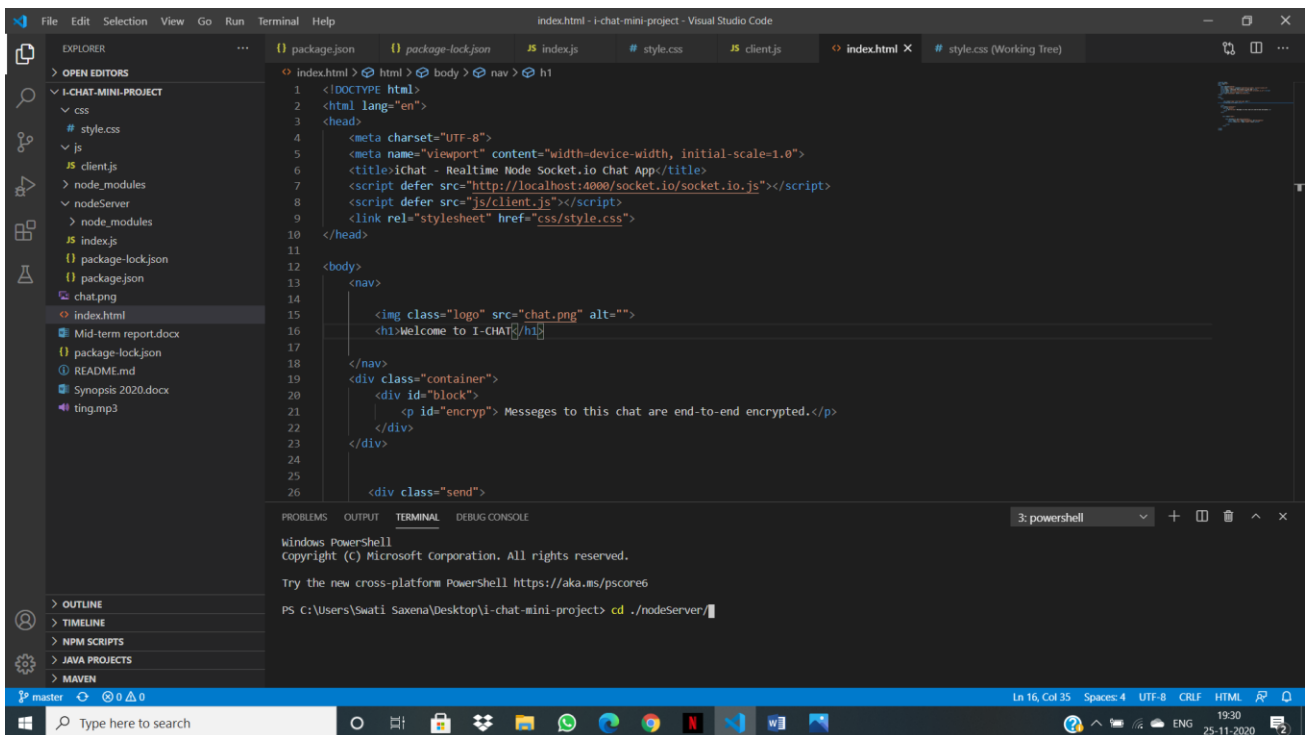 File Edit Selection View Go Run Terminal Help
index.html - i-chat-mini-project - Visual Studio Code
EXPLORER
{} package.json {} package-lock.json JS index.js # style.css JS client.js <> index.html # style.css (Working Tree)
> OPEN EDITORS
I-CHAT-MINI-PROJECT
css
# style.css
js
JS client.js
> node_modules
nodeServer
> node_modules
JS index.js
{} package-lock.json
{} package.json
chat.png
<> index.html
Mid-term report.docx
{} package-lock.json
README.md
Synopsis 2020.docx
ting.mp3
> OUTLINE
> TIMELINE
> NPM SCRIPTS
> JAVA PROJECTS
> MAVEN
<> index.html > html > body > nav > h1
1 <!DOCTYPE html>
2 <html lang="en">
3 <head>
4 <meta charset="UTF-8">
5 <meta name="viewport" content="width=device-width, initial-scale=1.0">
6 <title>iChat - Realtime Node Socket.io Chat App</title>
7 <script defer src="http://localhost:4000/socket.io/socket.io.js"></script>
8 <script defer src="js/client.js"></script>
9 <link rel="stylesheet" href="css/style.css">
10 </head>
11
12 <body>
13 <nav>
14
15 <img class="logo" src="chat.png" alt="">
16 <h1>Welcome to I-CHAT</h1>
17
18 </nav>
19 <div class="container">
20 <div id="block">
21 <p id="encryp"> Messeges to this chat are end-to-end encrypted.</p>
22 </div>
23 </div>
24
25
26 <div class="send">
PROBLEMS OUTPUT TERMINAL DEBUG CONSOLE
3: powershell
Windows PowerShell
Copyright (C) Microsoft Corporation. All rights reserved.
Try the new cross-platform PowerShell https://aka.ms/pscore6
PS C:\Users\Swati Saxena\Desktop\i-chat-mini-project> cd ./nodeServer/
master 0 0
Ln 16, Col 35 Spaces: 4 UTF-8 CRLF HTML
Type here to search
ENG
19:30
25-11-2020
2